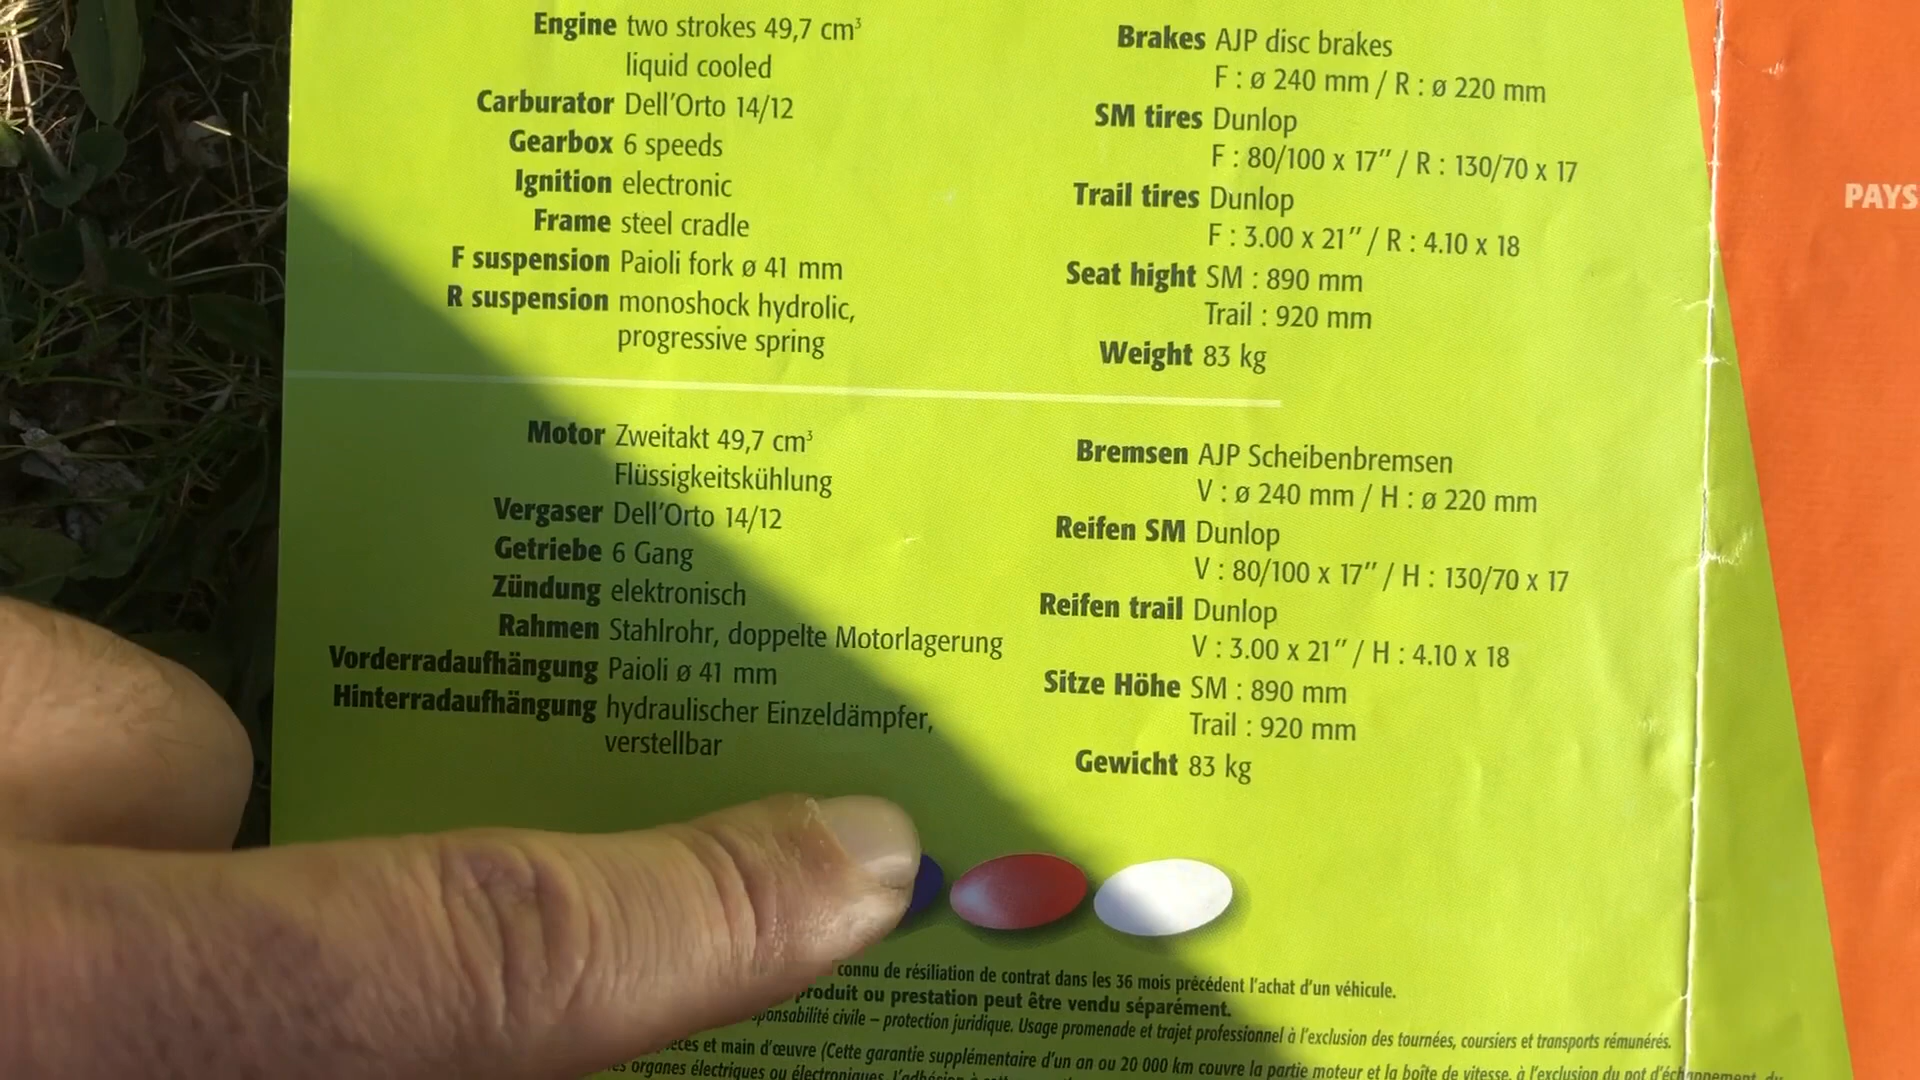 Engine two strokes 49,7 cm³
liquid cooled
Carburator Dell'Orto 14/12
Gearbox 6 speeds
Ignition electronic
Frame steel cradle
F suspension Paioli fork ø 41 mm
R suspension monoshock hydrolic,
progressive spring
Brakes AJP disc brakes
F : ø 240 mm / R : ø 220 mm
SM tires Dunlop
F : 80/100 x 17″ / R : 130/70 x 17
Trail tires Dunlop
F : 3.00 x 21″ / R : 4.10 x 18
Seat hight SM : 890 mm
Trail : 920 mm
Weight 83 kg
Motor Zweitakt 49,7 cm³
Flüssigkeitskühlung
Vergaser Dell'Orto 14/12
Getriebe 6 Gang
Zündung elektronisch
Rahmen Stahlrohr, doppelte Motorlagerung
Vorderradaufhängung Paioli ø 41 mm
Hinterradaufhängung hydraulischer Einzeldämpfer,
verstellbar
Bremsen AJP Scheibenbremsen
V : ø 240 mm / H : ø 220 mm
Reifen SM Dunlop
V : 80/100 x 17″ / H : 130/70 x 17
Reifen trail Dunlop
V : 3.00 x 21″ / H : 4.10 x 18
Sitze Höhe SM : 890 mm
Trail : 920 mm
Gewicht 83 kg
connu de résiliation de contrat dans les 36 mois précédent l'achat d'un véhicule.
produit ou prestation peut être vendu séparément.
civile – protection juridique. Usage promenade et trajet professionnel à l'exclusion des tournées, coursiers et transports rémunérés.
et main d'œuvre (Cette garantie supplémentaire d'un an ou 20 000 km couvre la partie moteur et la boîte de vitesse, à l'exclusion du pot d'échappement, du
organes électriques ou électroniques.
PAYS